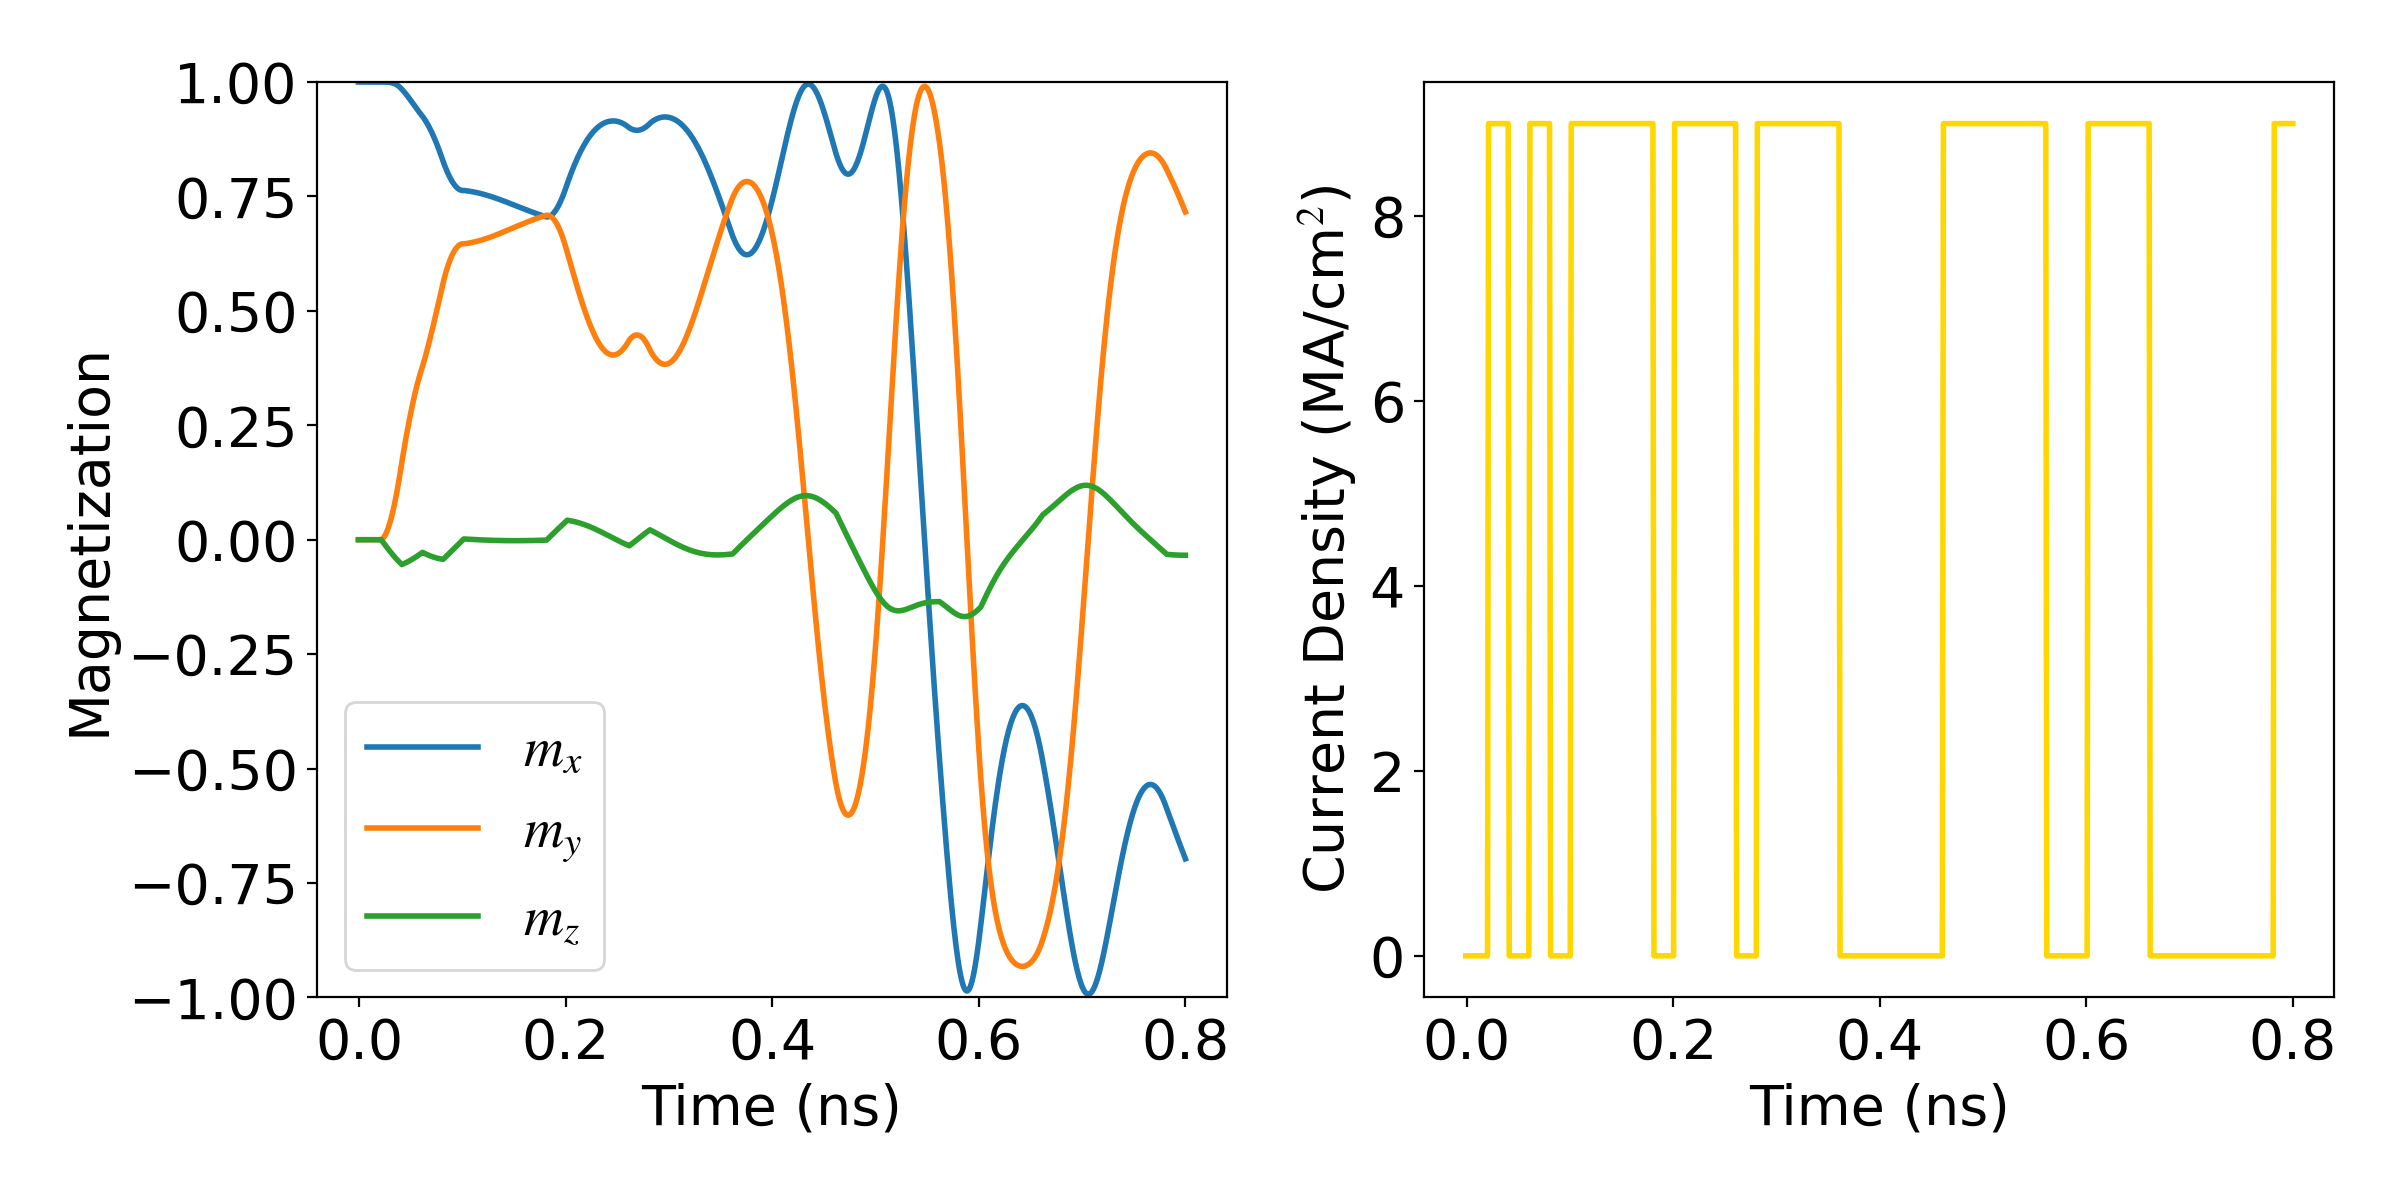 Magnetization
1.00
0.75
0.50
0.25
0.00
−0.25
−0.50
−0.75
−1.00
0.0 0.2 0.4 0.6 0.8
Time (ns)
mₓ
m_y
m_z
Current Density (MA/cm²)
8
6
4
2
0
0.0 0.2 0.4 0.6 0.8
Time (ns)